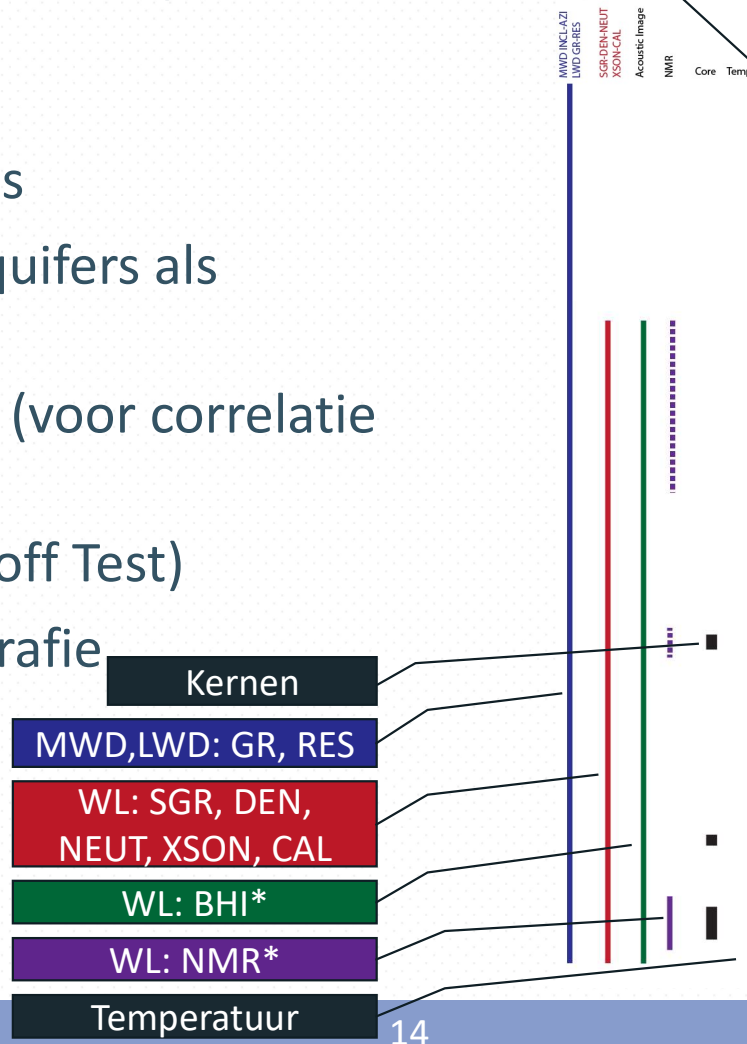 MWD INCL-AZI
LWD GR-RES
SGR-DEN-NEUT
XSON-CAL
Acoustic Image
NMR
Core
Temp
s
quifers als
(voor correlatie
off Test)
rafie
Kernen
MWD,LWD: GR, RES
WL: SGR, DEN,
NEUT, XSON, CAL
WL: BHI*
WL: NMR*
Temperatuur
14